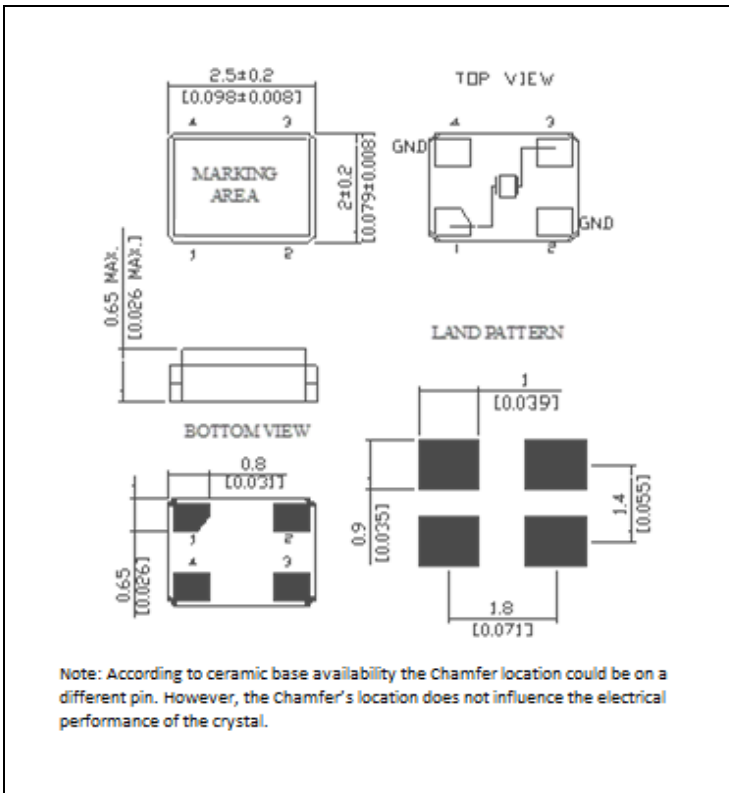 2.5±0.2
[0.098±0.008]
4 3
MARKING
AREA
1 2
2±0.2
[0.079±0.008]
TOP VIEW
4 3
GND
GND
1 2
0.65 MAX.
[0.026 MAX.]
LAND PATTERN
1
[0.039]
0.9
[0.035]
1.4
[0.055]
1.8
[0.071]
BOTTOM VIEW
0.8
[0.031]
1 2
4 3
0.65
[0.026]
Note: According to ceramic base availability the Chamfer location could be on a
different pin. However, the Chamfer’s location does not influence the electrical
performance of the crystal.